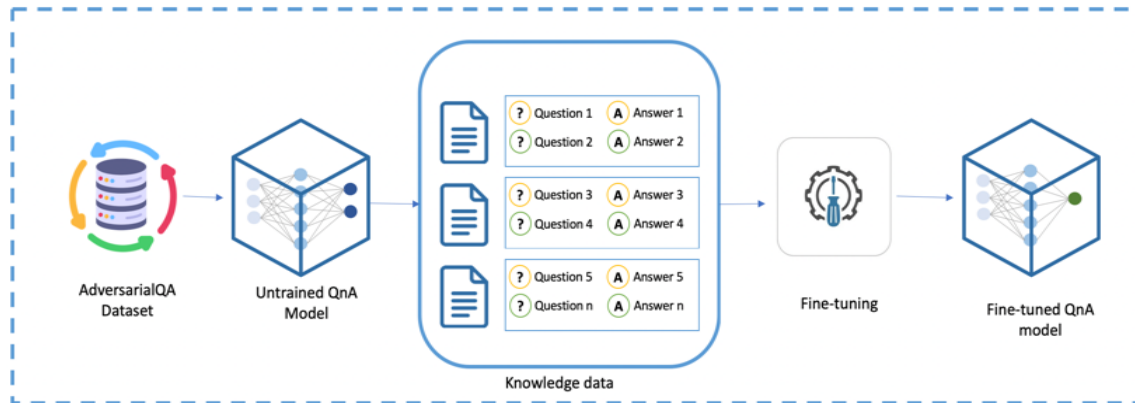 ? Question 1 A Answer 1
? Question 2 A Answer 2
? Question 3 A Answer 3
? Question 4 A Answer 4
? Question 5 A Answer 5
? Question n A Answer n
AdversarialQA
Dataset
Untrained QnA
Model
Fine-tuning
Fine-tuned QnA
model
Knowledge data